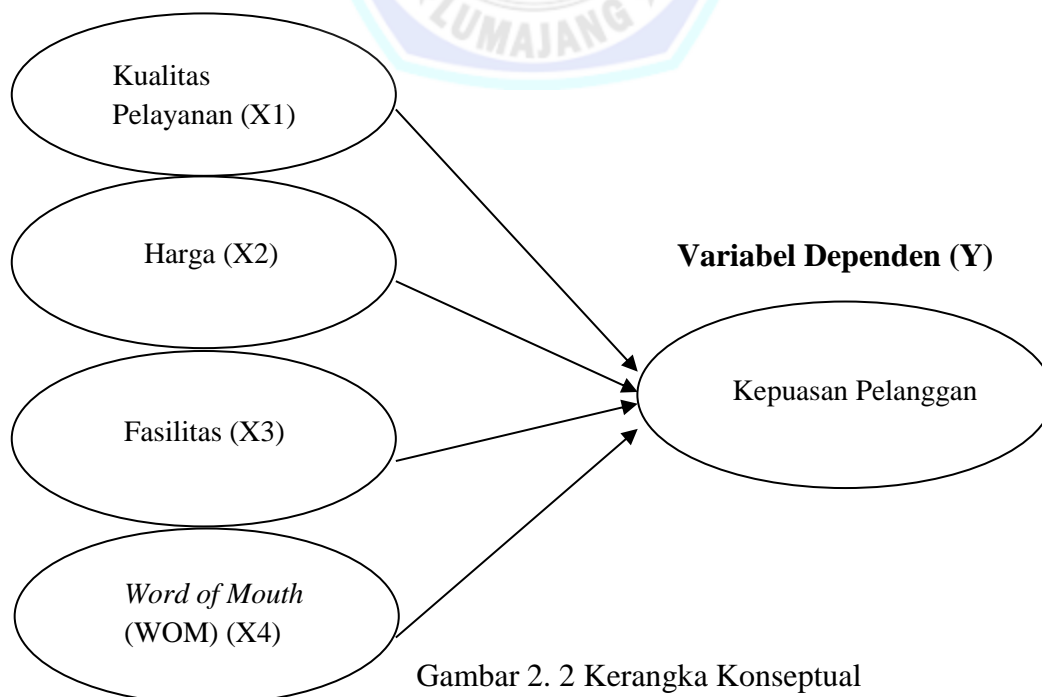 LUMAJANG
Kualitas
Pelayanan (X1)
Harga (X2)
Variabel Dependen (Y)
Kepuasan Pelanggan
Fasilitas (X3)
Word of Mouth
(WOM) (X4)
Gambar 2. 2 Kerangka Konseptual